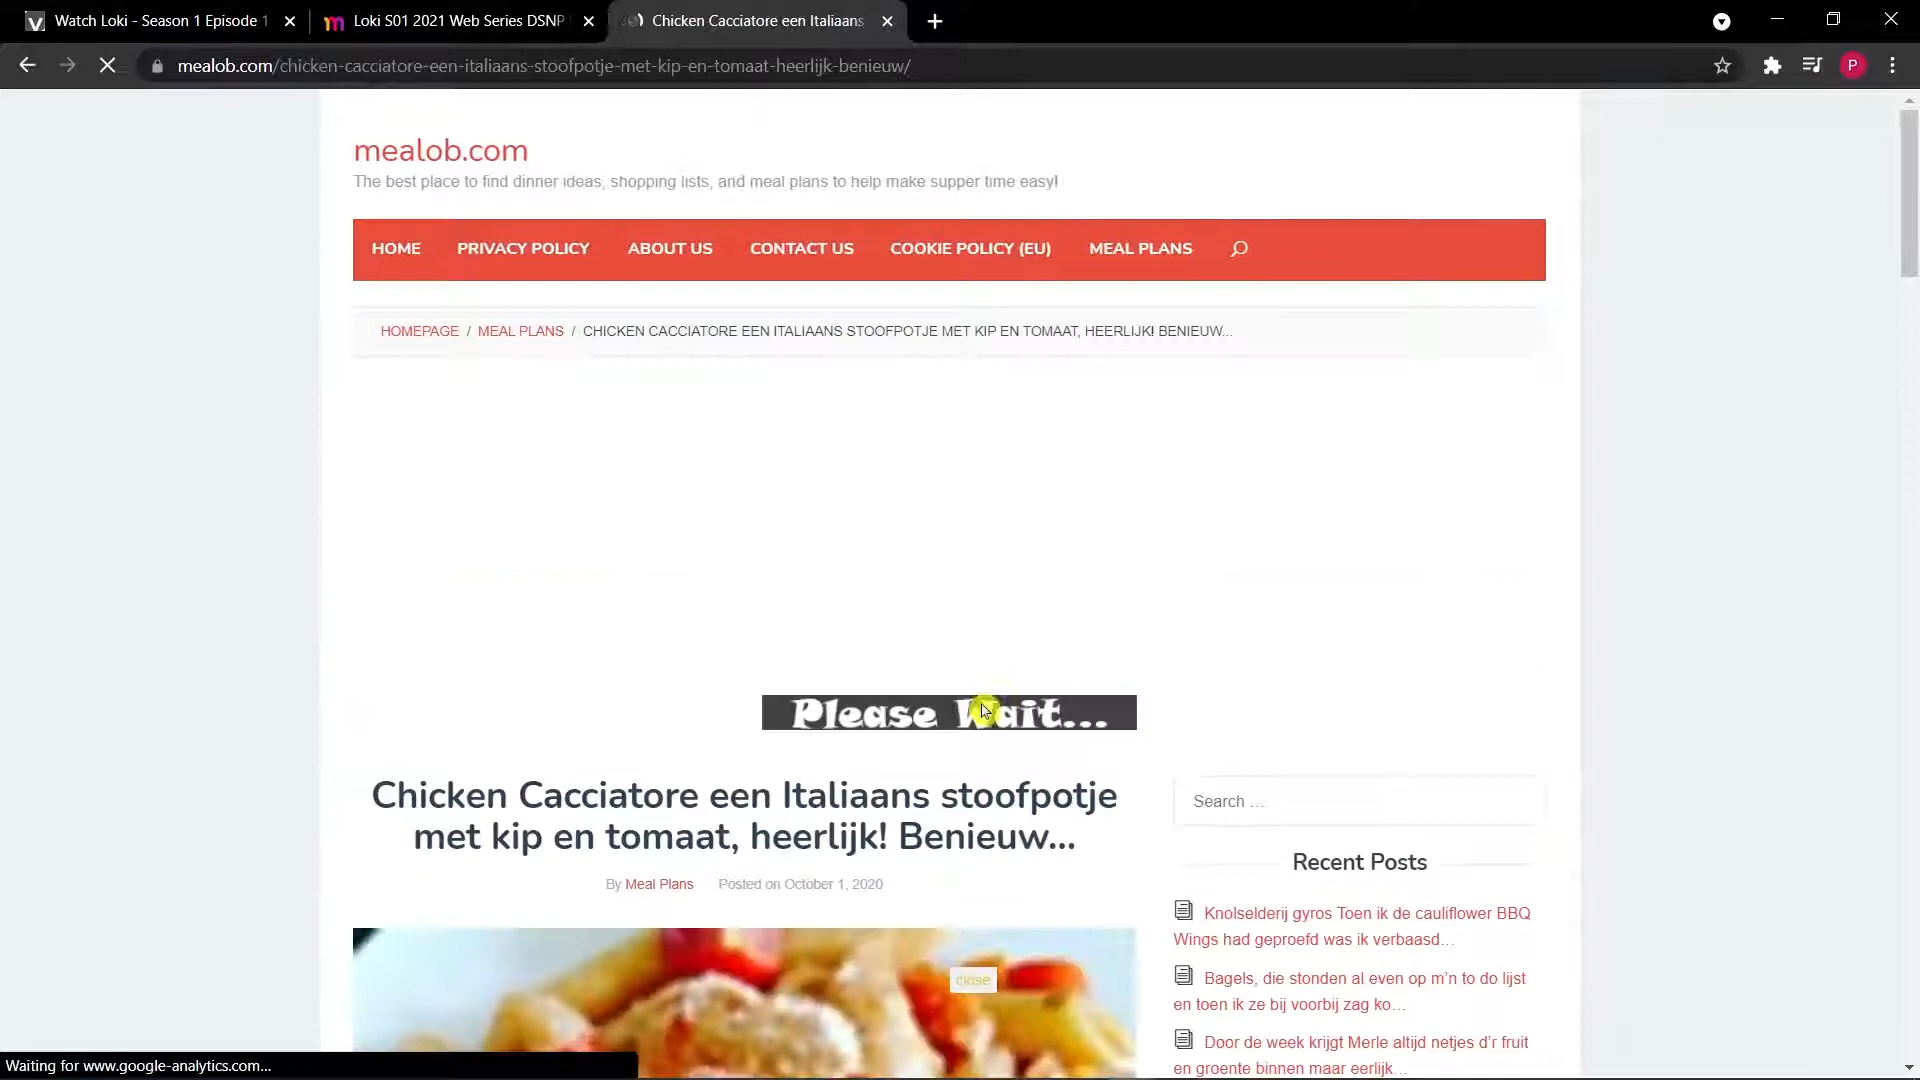 Watch Loki - Season 1 Episode 1
Loki S01 2021 Web Series DSNP
Chicken Cacciatore een Italiaans
mealob.com/chicken-cacciatore-een-italiaans-stoofpotje-met-kip-en-tomaat-heerlijk-benieuw/
P
mealob.com
The best place to find dinner ideas, shopping lists, and meal plans to help make supper time easy!
HOME PRIVACY POLICY ABOUT US CONTACT US COOKIE POLICY (EU) MEAL PLANS
HOMEPAGE / MEAL PLANS / CHICKEN CACCIATORE EEN ITALIAANS STOOFPOTJE MET KIP EN TOMAAT, HEERLIJK! BENIEUW...
Please Wait...
Chicken Cacciatore een Italiaans stoofpotje
met kip en tomaat, heerlijk! Benieuw...
By Meal Plans Posted on October 1, 2020
close
Search ...
Recent Posts
Knolselderij gyros Toen ik de cauliflower BBQ
Wings had geproefd was ik verbaasd...
Bagels, die stonden al even op m'n to do lijst
en toen ik ze bij voorbij zag ko...
Door de week krijgt Merle altijd netjes d'r fruit
en groente binnen maar eerlijk...
Waiting for www.google-analytics.com...